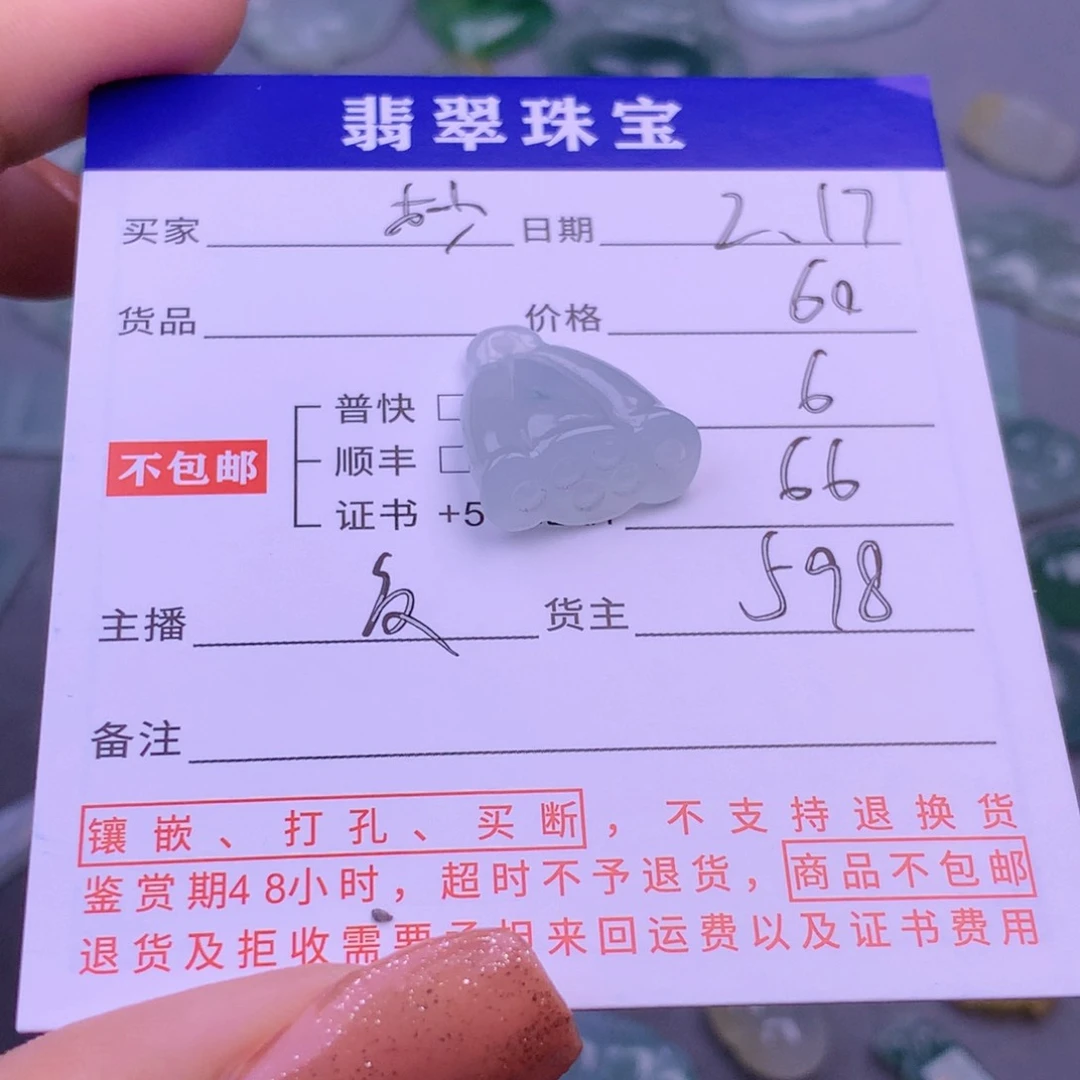 翡翠珠宝
买家 妙 日期 2、17
货品 价格 60
普快 6
不包邮 顺丰 66
证书 +5
主播 货主 598
备注
镶嵌、打孔、买断，不支持退换货
鉴赏期48小时，超时不予退货，商品不包邮
退货及拒收需要承担来回运费以及证书费用